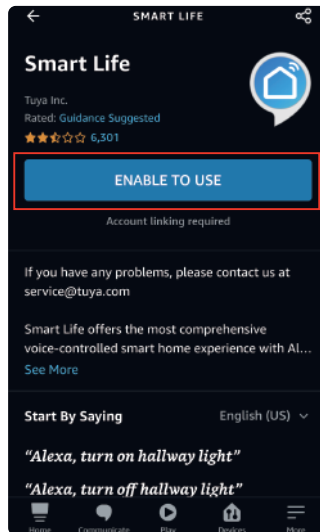 SMART LIFE
Smart Life
Tuya Inc.
Rated: Guidance Suggested
6,301
ENABLE TO USE
Account linking required
If you have any problems, please contact us at
service@tuya.com
Smart Life offers the most comprehensive
voice-controlled smart home experience with Al...
See More
Start By Saying English (US)
“Alexa, turn on hallway light”
“Alexa, turn off hallway light”
Home Communicate Play Devices More